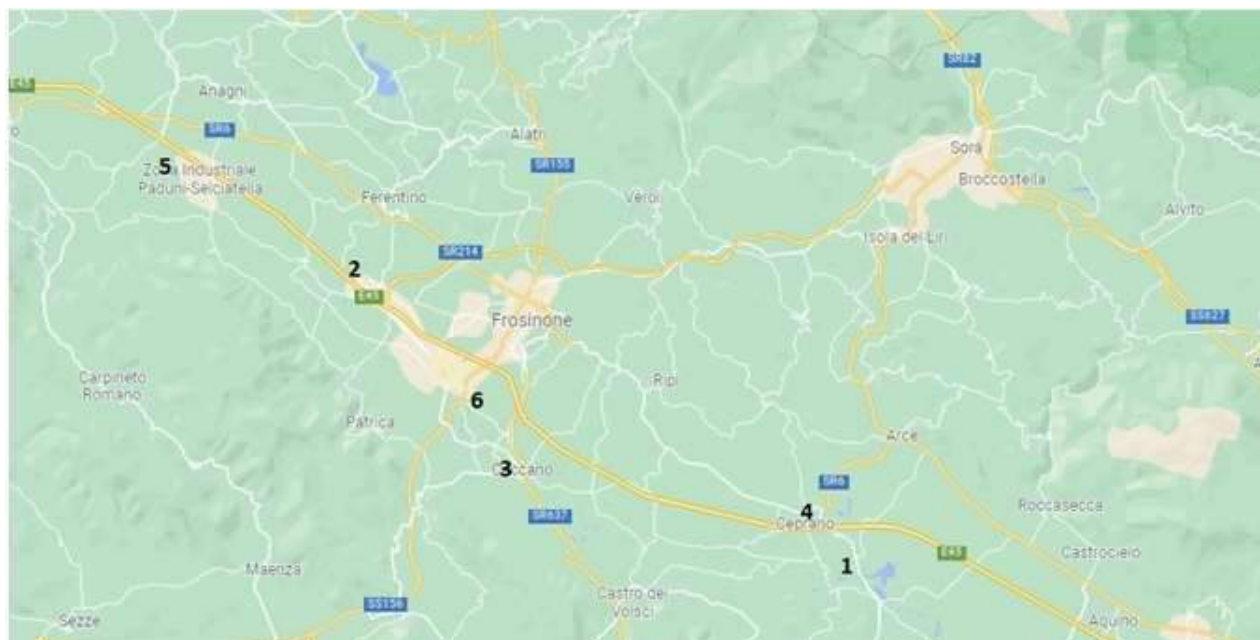 SR82
E45
Anagni
SR6
Alatri
Sora
SR155
5
Zona Industriale
Paduni-Selciatella
Broccostella
Ferentino
Veroli
Alvito
Isola del Liri
SR214
2
E45
Frosinone
SS627
Carpineto
Romano
Ripi
6
Patrica
Arce
3
Ceccano
SR6
Roccasecca
4
SR637
Ceprano
E45
Castrocielo
1
Maenza
Castro dei
Volsci
SS156
Sezze
Aquino